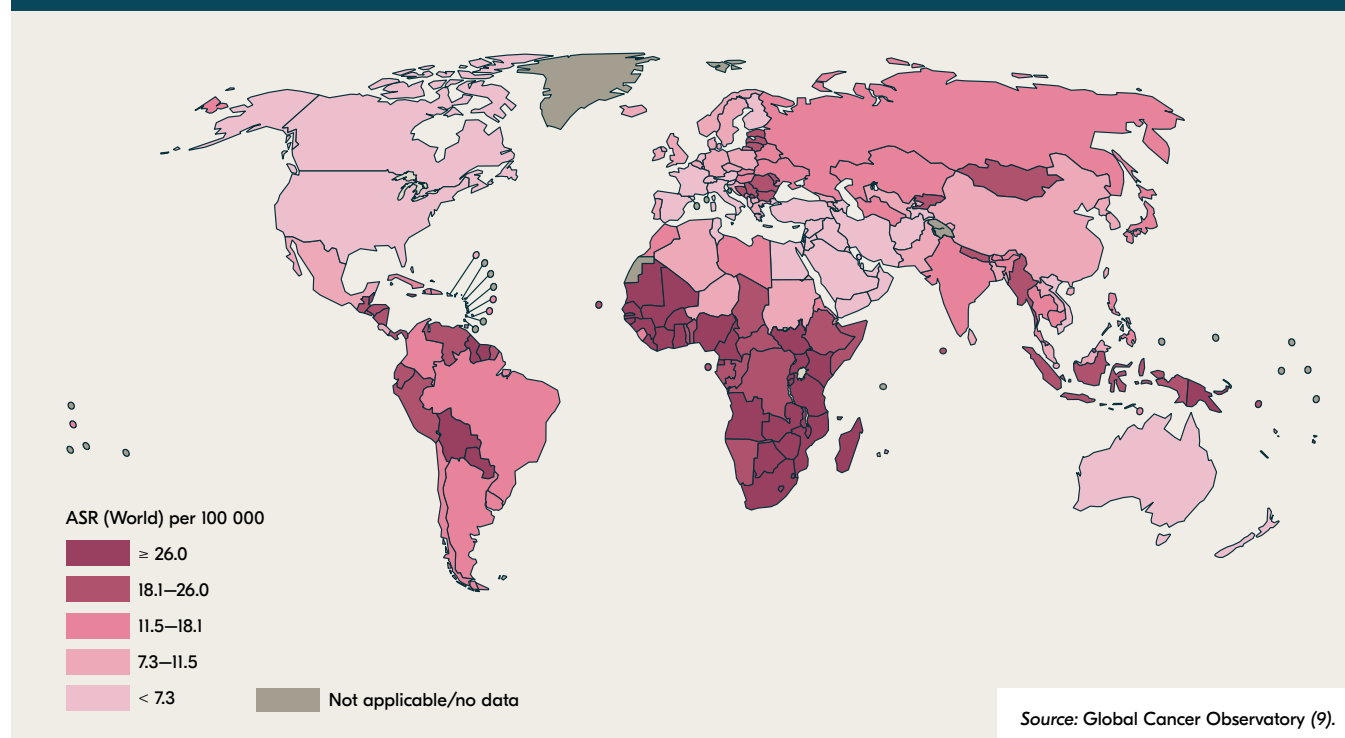 ASR (World) per 100 000
≥ 26.0
18.1–26.0
11.5–18.1
7.3–11.5
< 7.3
Not applicable/no data
Source: Global Cancer Observatory (9).